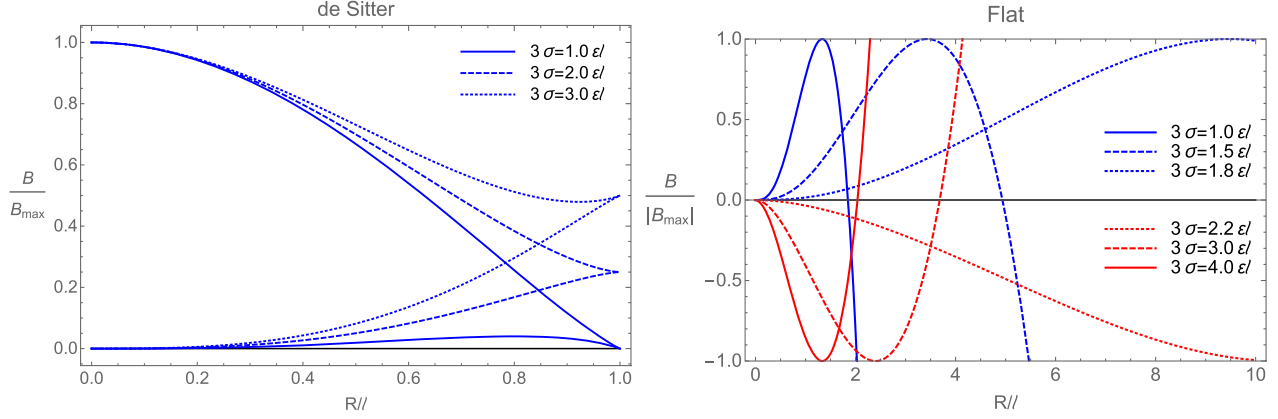 de Sitter
1.0
0.8
0.6
0.4
0.2
0.0
B
B_max
3 σ=1.0 ε/
3 σ=2.0 ε/
3 σ=3.0 ε/
0.0 0.2 0.4 0.6 0.8 1.0
R//
Flat
1.0
0.5
0.0
−0.5
−1.0
B
|B_max|
3 σ=1.0 ε/
3 σ=1.5 ε/
3 σ=1.8 ε/
3 σ=2.2 ε/
3 σ=3.0 ε/
3 σ=4.0 ε/
0 2 4 6 8 10
R//